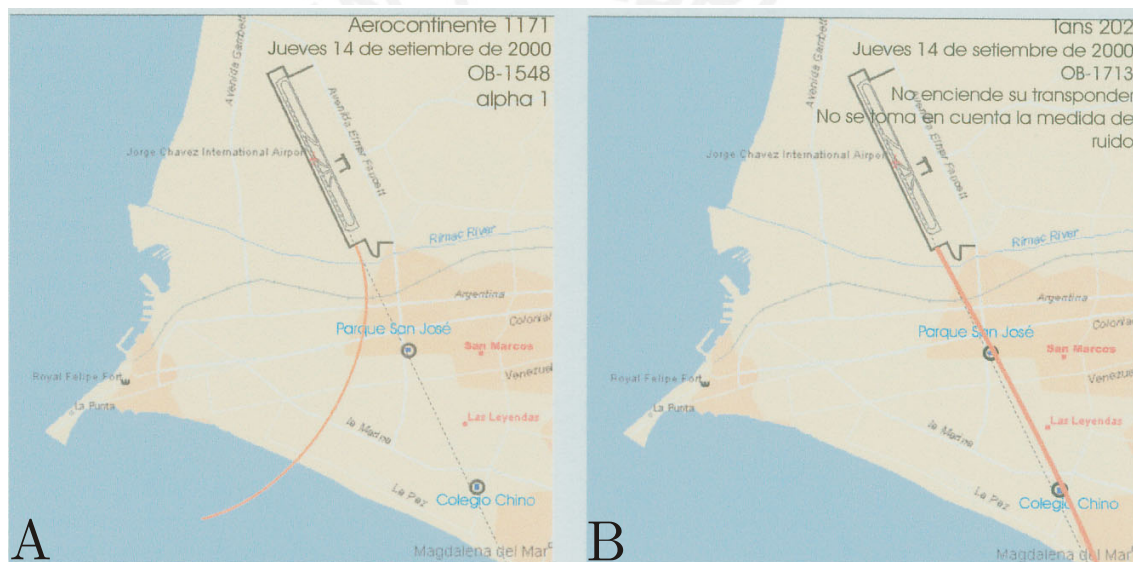 Aerocontinente 1171
Jueves 14 de setiembre de 2000
OB-1548
alpha 1
Avenida Gambetta
Avenida Elmer Faucett
Jorge Chavez International Airpor
Rimac River
Argentina
Colonial
Parque San José
San Marcos
Venezuel
Royal Felipe Fort
La Punta
Las Leyendas
la Marina
La Paz
Colegio Chino
Magdalena del Mar
A
Tans 202
Jueves 14 de setiembre de 2000
OB-1713
No enciende su transponder
No se toma en cuenta la medida de
ruido
Avenida Gambett
Avenida Elmer Faucett
Jorge Chavez International Airpor
Rimac River
Argentina
Colonial
Parque San José
San Marcos
Venezuel
Royal Felipe Fort
La Punta
Las Leyendas
la Marina
La Paz
Colegio Chino
Magdalena del Mar
B